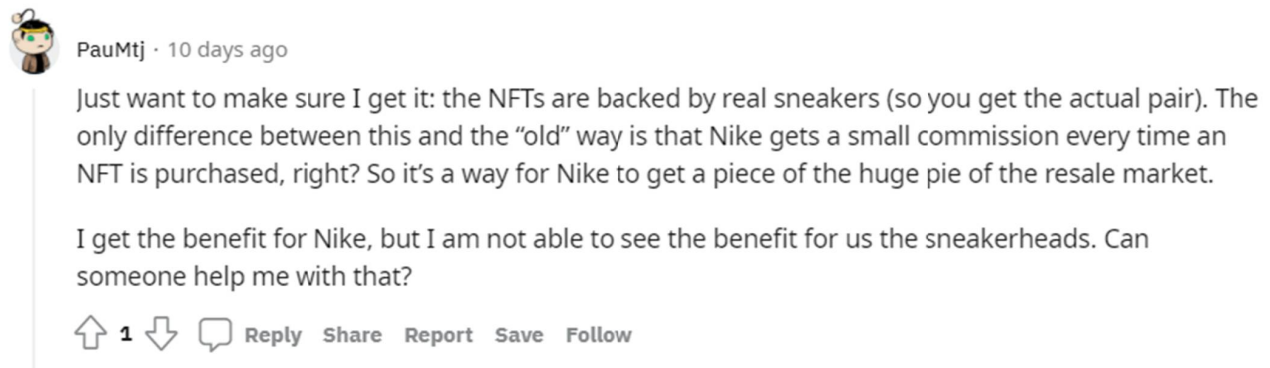 PauMtj · 10 days ago
Just want to make sure I get it: the NFTs are backed by real sneakers (so you get the actual pair). The
only difference between this and the “old” way is that Nike gets a small commission every time an
NFT is purchased, right? So it’s a way for Nike to get a piece of the huge pie of the resale market.
I get the benefit for Nike, but I am not able to see the benefit for us the sneakerheads. Can
someone help me with that?
1 Reply Share Report Save Follow